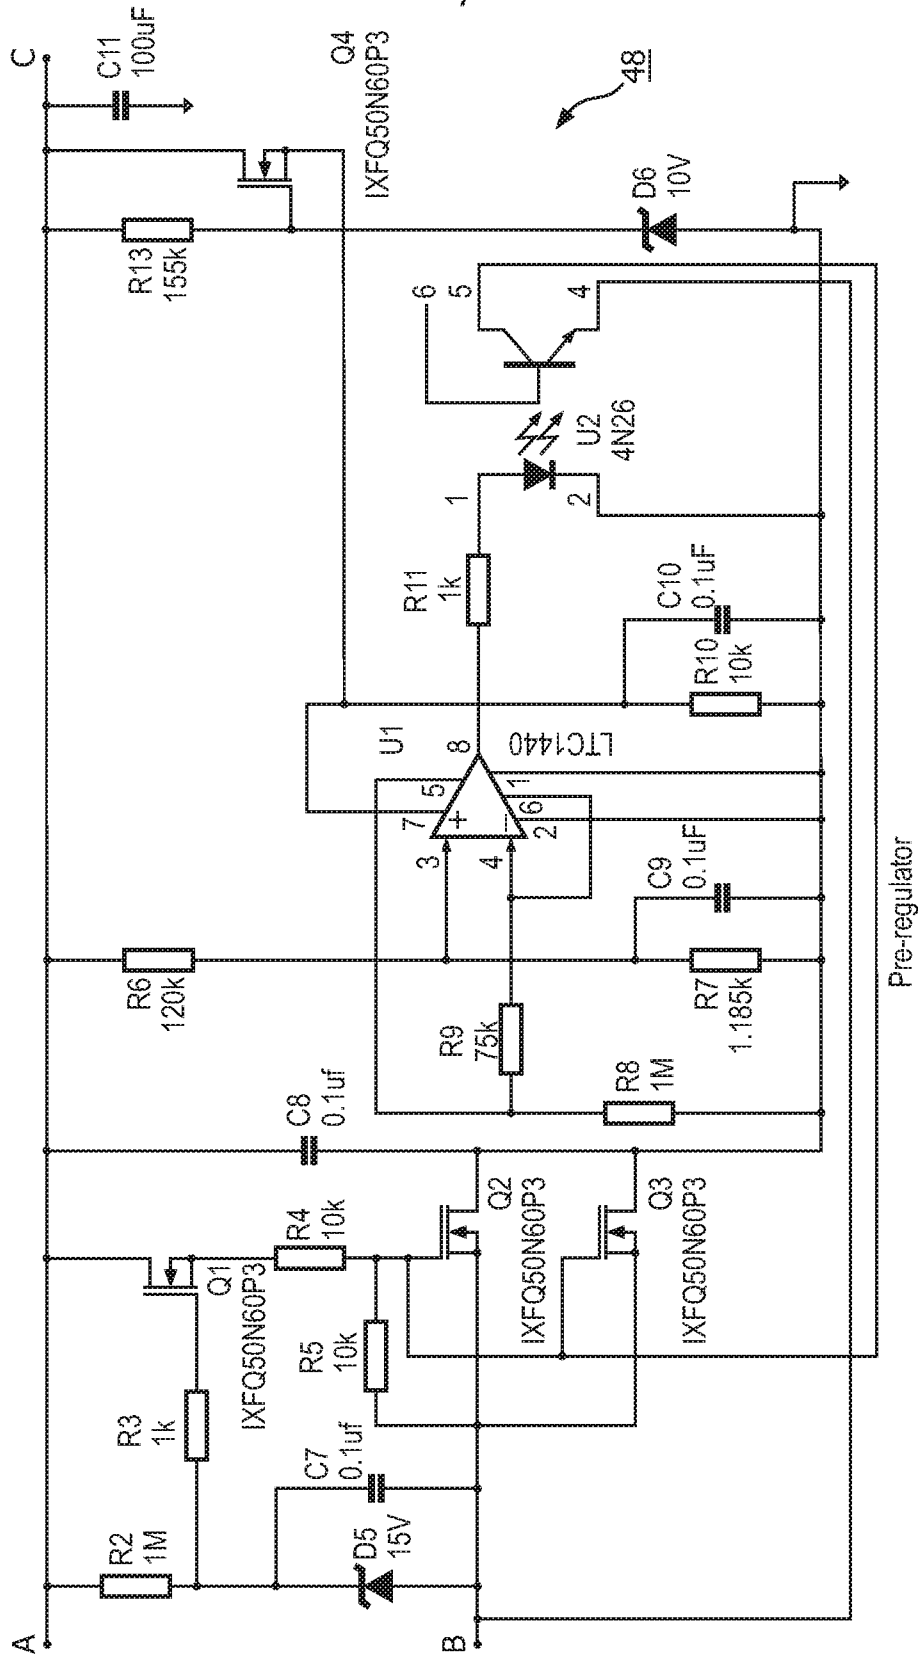 A
R2
1M
R3
1k
Q1
IXFQ50N60P3
D5
15V
C7
0.1uf
B
R4
10k
R5
10k
Q2
IXFQ50N60P3
Q3
IXFQ50N60P3
C8
0.1uf
R6
120k
R9
75k
R8
1M
R7
1.185k
C9
0.1uF
3
4
7
5
8
+
–
1
6
2
U1
LTC1440
R10
10k
C10
0.1uF
R11
1k
1
2
U2
4N26
6
5
4
R13
155k
D6
10V
Q4
IXFQ50N60P3
C11
100uF
C
48
Pre-regulator